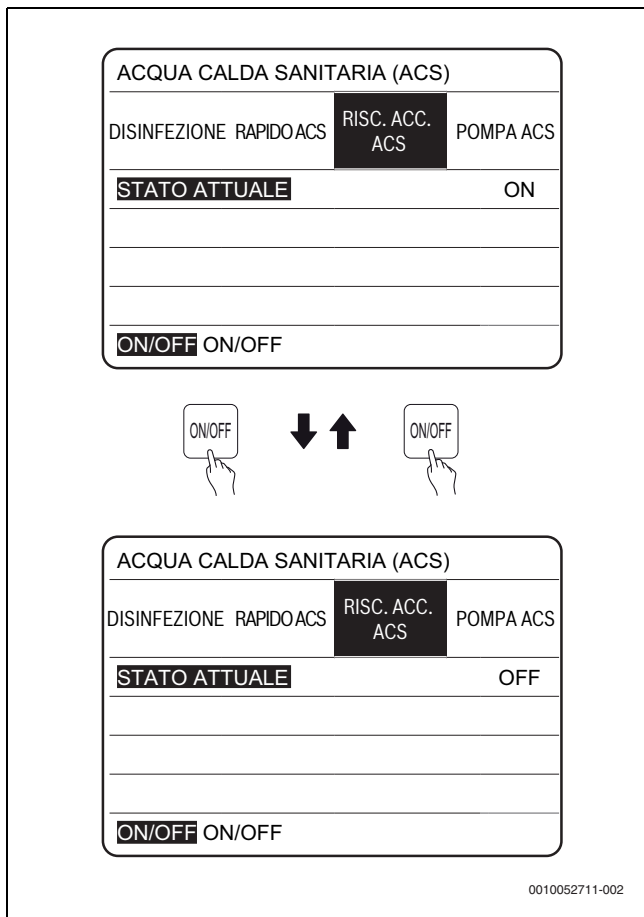 ACQUA CALDA SANITARIA (ACS)
DISINFEZIONE RAPIDO ACS RISC. ACC. ACS POMPA ACS
STATO ATTUALE ON
ON/OFF ON/OFF
ON/OFF ON/OFF
ACQUA CALDA SANITARIA (ACS)
DISINFEZIONE RAPIDO ACS RISC. ACC. ACS POMPA ACS
STATO ATTUALE OFF
ON/OFF ON/OFF
0010052711-002